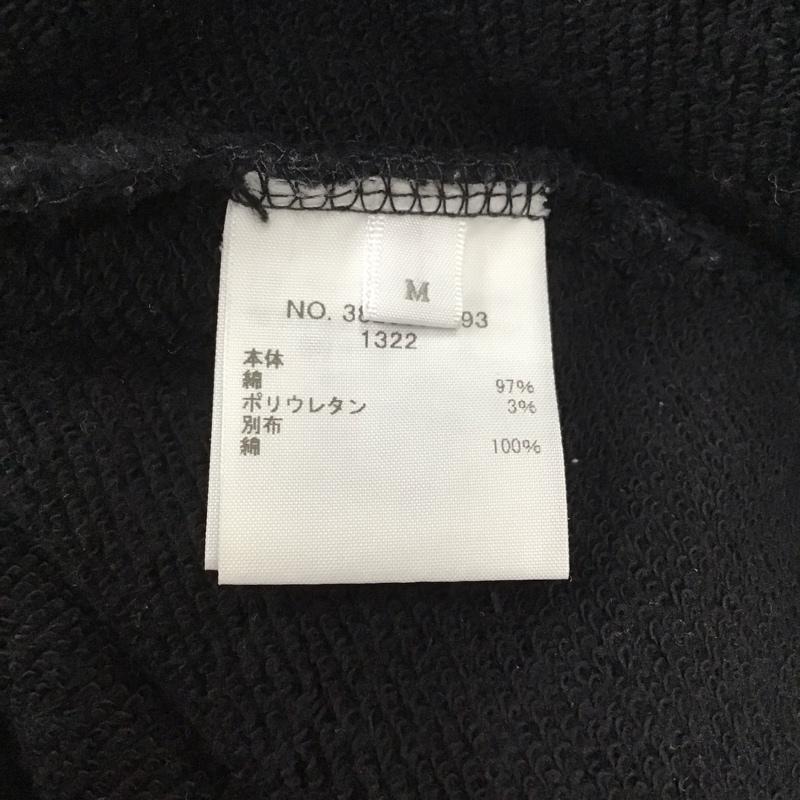 M
NO. 38 93
1322
本体
綿 97%
ポリウレタン 3%
別布
綿 100%